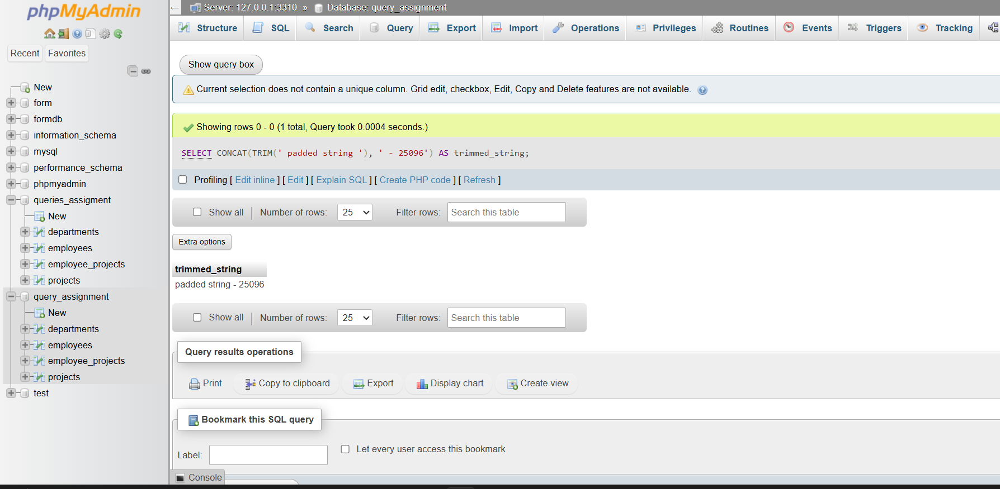 phpMyAdmin
Recent Favorites
New
form
formdb
information_schema
mysql
performance_schema
phpmyadmin
queries_assigment
New
departments
employees
employee_projects
projects
query_assignment
New
departments
employees
employee_projects
projects
test
Server: 127.0.0.1:3310 » Database: query_assignment
Structure SQL Search Query Export Import Operations Privileges Routines Events Triggers Tracking
Show query box
Current selection does not contain a unique column. Grid edit, checkbox, Edit, Copy and Delete features are not available.
Showing rows 0 - 0 (1 total, Query took 0.0004 seconds.)
SELECT CONCAT(TRIM(' padded string '), ' - 25096') AS trimmed_string;
Profiling [ Edit inline ] [ Edit ] [ Explain SQL ] [ Create PHP code ] [ Refresh ]
Show all | Number of rows: 25 Filter rows: Search this table
Extra options
trimmed_string
padded string - 25096
Show all | Number of rows: 25 Filter rows: Search this table
Query results operations
Print Copy to clipboard Export Display chart Create view
Bookmark this SQL query
Label: Let every user access this bookmark
Console